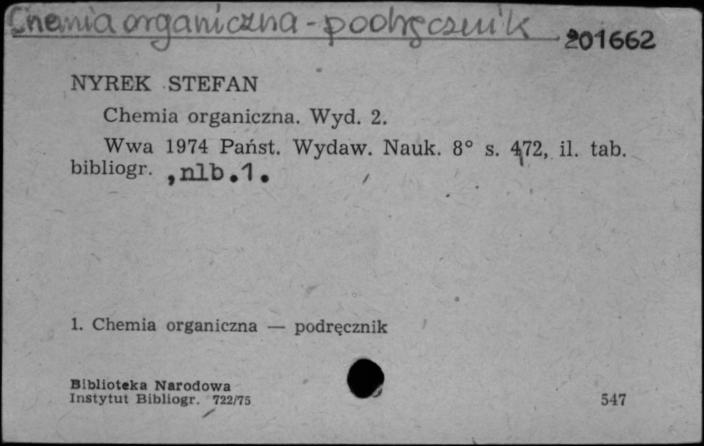 Chemia organiczna - podręcznik
201662
NYREK STEFAN
Chemia organiczna. Wyd. 2.
Wwa 1974 Państ. Wydaw. Nauk. 8° s. 472, il. tab.
bibliogr. ,nlb.1.
1. Chemia organiczna — podręcznik
Biblioteka Narodowa
Instytut Bibliogr. 722/75
547